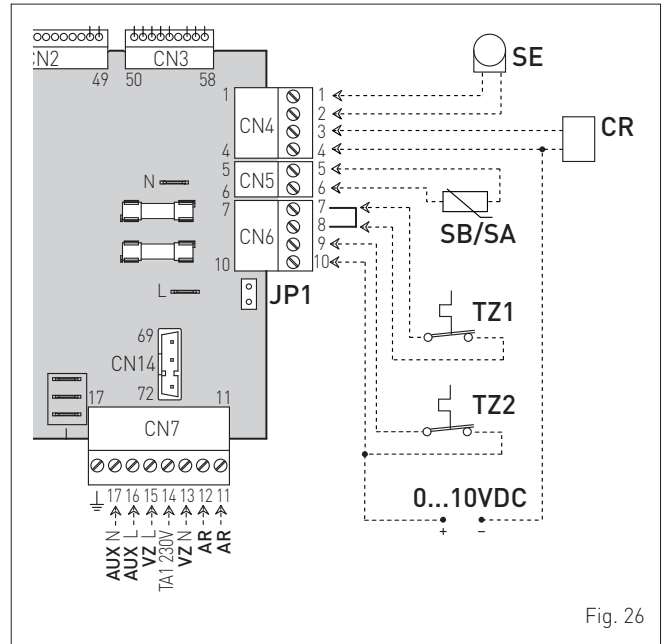 CN2
CN3
49 50 58
SE
1 1
2
CN4
3
4 4
CR
5 5
CN5
6 6
SB/SA
N
7 7
8
CN6
9
10 10
L
JP1
TZ1
69
CN14
72
TZ2
17 11
CN7
0...10VDC
+ −
17 16 15 14 13 12 11
AUX N
AUX L
VZ L
TA1 230V
VZ N
AR
AR
Fig. 26